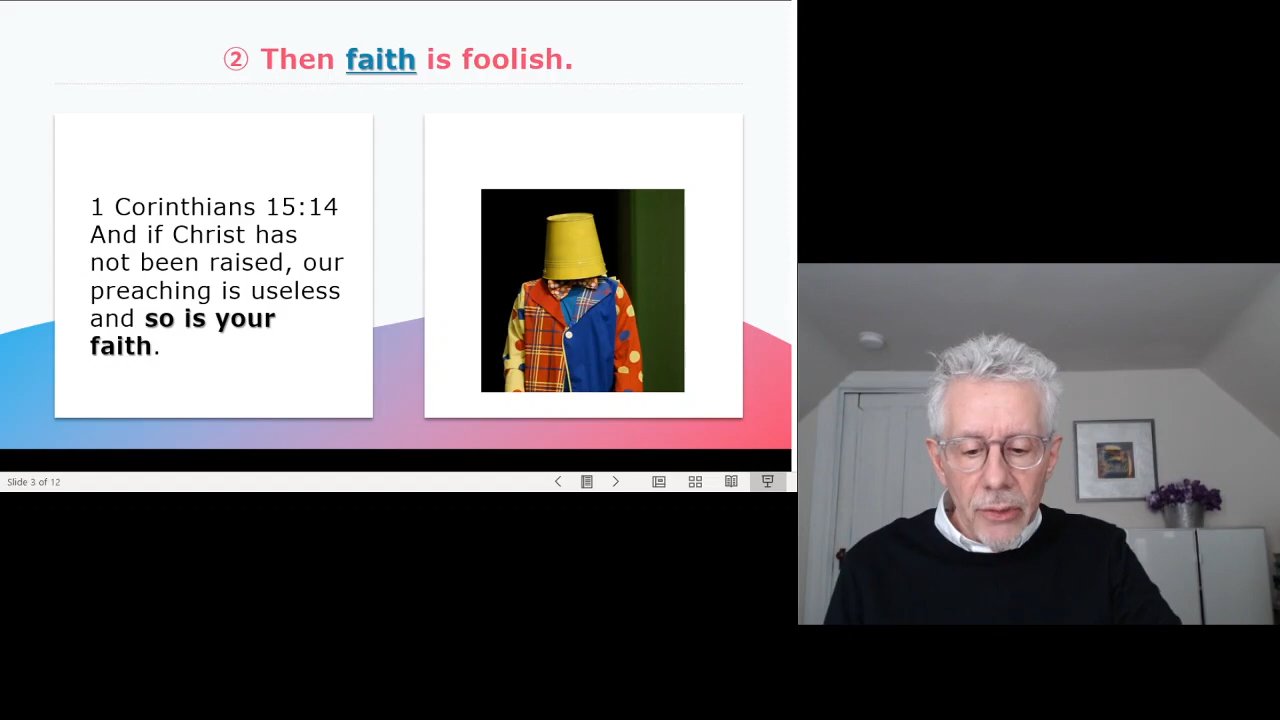 ② Then faith is foolish.
1 Corinthians 15:14
And if Christ has
not been raised, our
preaching is useless
and so is your
faith.
Slide 3 of 12